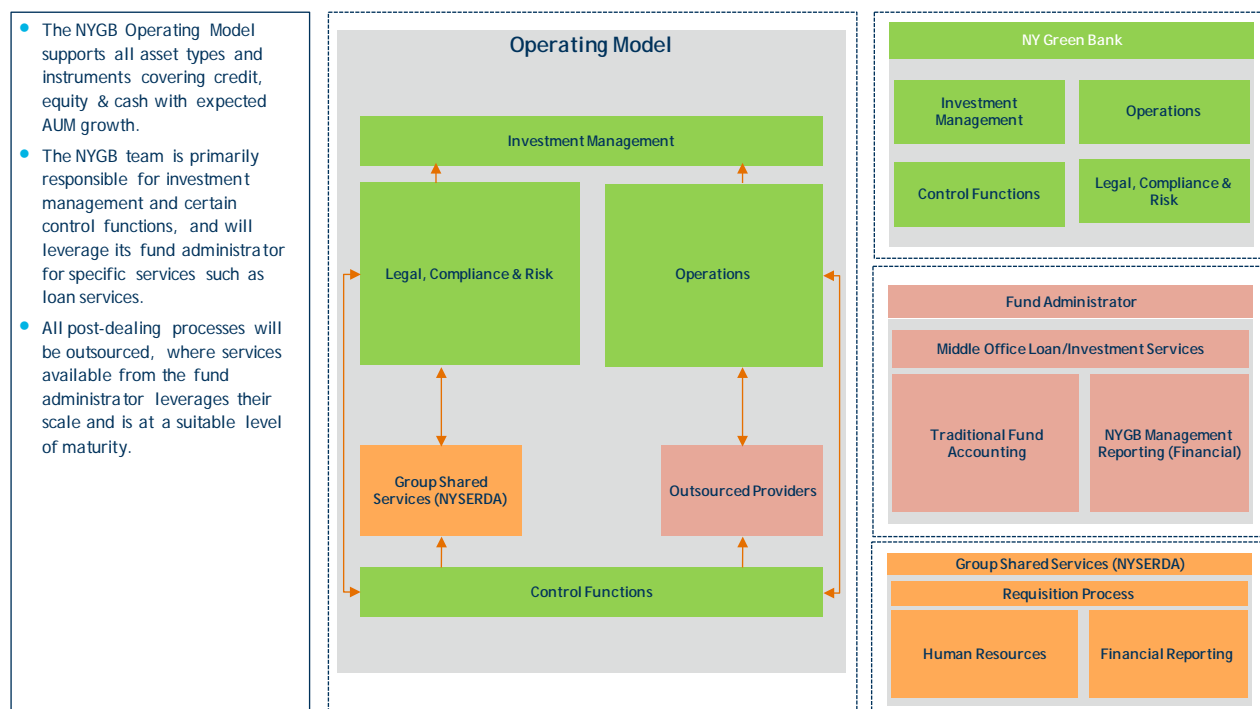 The NYGB Operating Model
supports all asset types and
instruments covering credit,
equity & cash with expected
AUM growth.
The NYGB team is primarily
responsible for investment
management and certain
control functions, and will
leverage its fund administrator
for specific services such as
loan services.
All post-dealing processes will
be outsourced, where services
available from the fund
administrator leverages their
scale and is at a suitable level
of maturity.
Operating Model
Investment Management
Legal, Compliance & Risk
Operations
Group Shared
Services (NYSERDA)
Outsourced Providers
Control Functions
NY Green Bank
Investment
Management
Operations
Control Functions
Legal, Compliance &
Risk
Fund Administrator
Middle Office Loan/Investment Services
Traditional Fund
Accounting
NYGB Management
Reporting (Financial)
Group Shared Services (NYSERDA)
Requisition Process
Human Resources
Financial Reporting